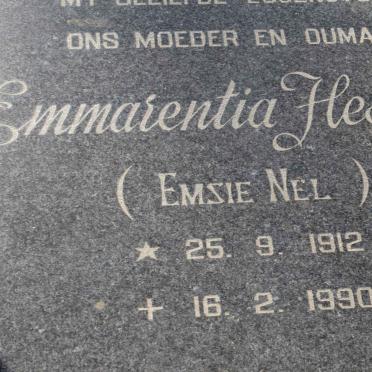 ONS MOEDER EN OUMA
Emmarentia
( EMSIE NEL )
★ 25. 9. 1912
+ 16. 2. 1990